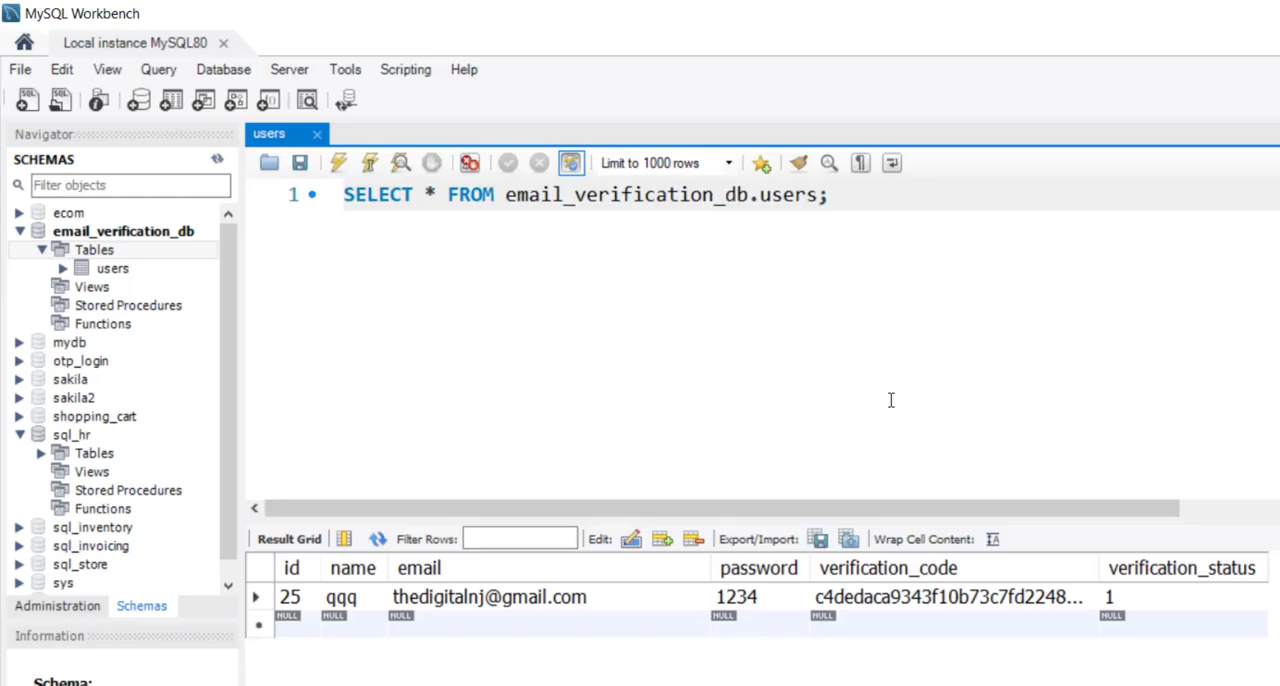 MySQL Workbench
Local instance MySQL80
File Edit View Query Database Server Tools Scripting Help
Navigator
SCHEMAS
Filter objects
ecom
email_verification_db
Tables
users
Views
Stored Procedures
Functions
mydb
otp_login
sakila
sakila2
shopping_cart
sql_hr
Tables
Views
Stored Procedures
Functions
sql_inventory
sql_invoicing
sql_store
sys
Administration Schemas
Information
Schema:
users
Limit to 1000 rows
1 SELECT * FROM email_verification_db.users;
Result Grid Filter Rows: Edit: Export/Import: Wrap Cell Content:
id name email password verification_code verification_status
25 qqq thedigitalnj@gmail.com 1234 c4dedaca9343f10b73c7fd2248... 1
NULL NULL NULL NULL NULL NULL